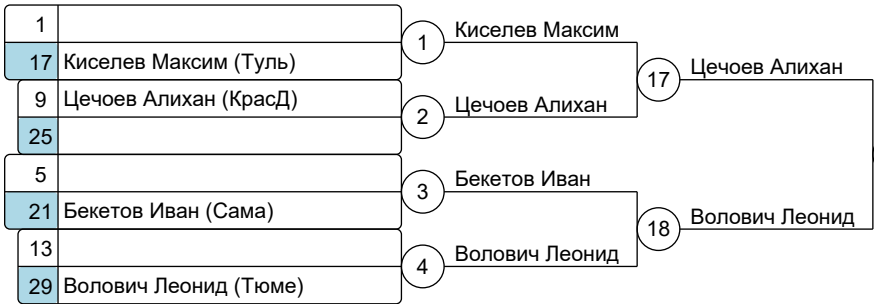 1
17 Киселев Максим (Туль)
9 Цечоев Алихан (КрасД)
25
5
21 Бекетов Иван (Сама)
13
29 Волович Леонид (Тюме)
1 Киселев Максим
2 Цечоев Алихан
3 Бекетов Иван
4 Волович Леонид
17 Цечоев Алихан
18 Волович Леонид